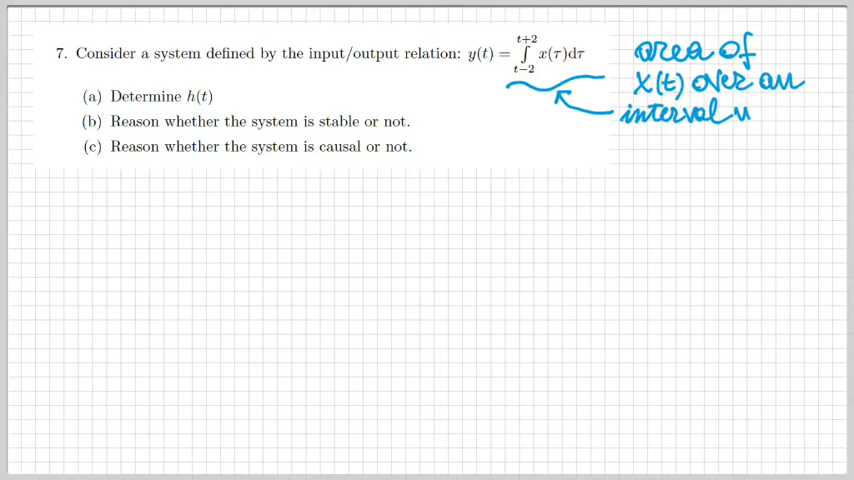 7. Consider a system defined by the input/output relation: y(t) = ∫_{t−2}^{t+2} x(τ)dτ
(a) Determine h(t)
(b) Reason whether the system is stable or not.
(c) Reason whether the system is causal or not.
area of
x(t) over an
interval